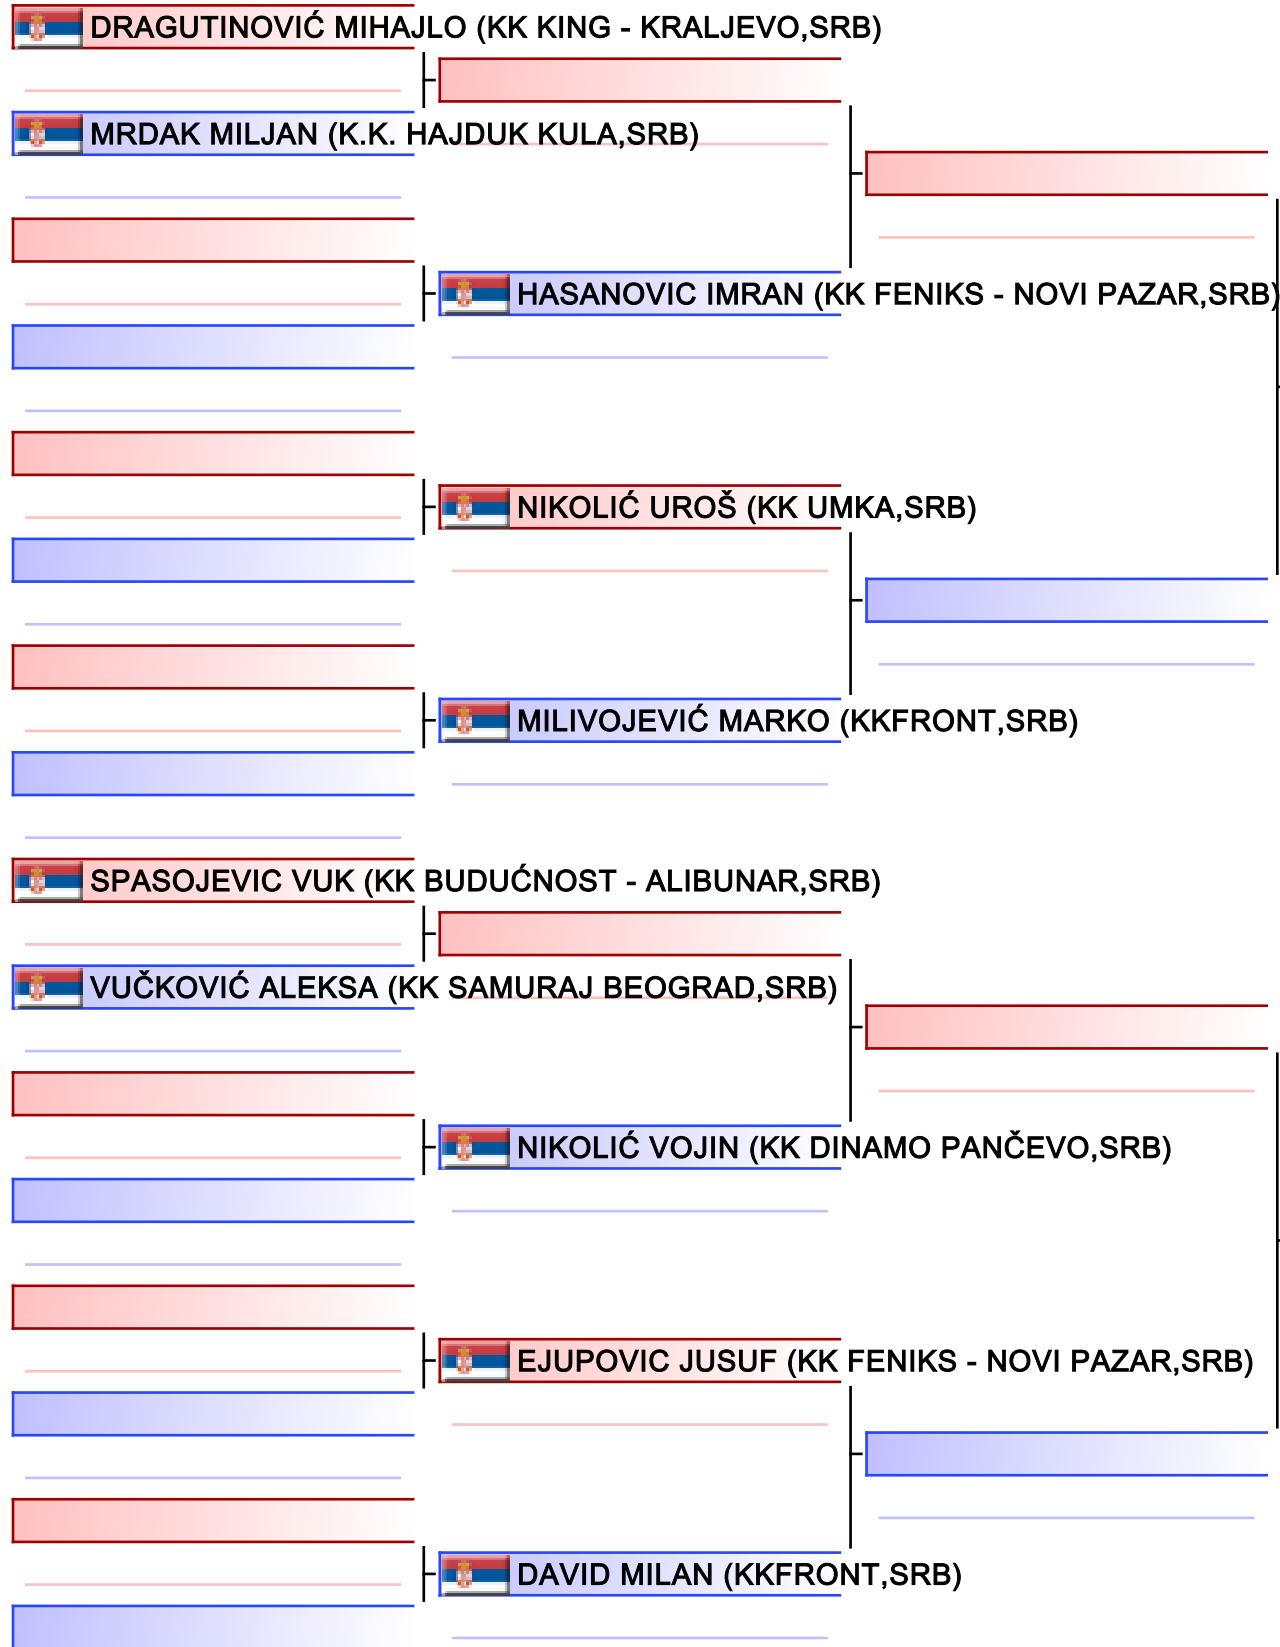 DRAGUTINOVIĆ MIHAJLO (KK KING - KRALJEVO,SRB)
MRDAK MILJAN (K.K. HAJDUK KULA,SRB)
HASANOVIC IMRAN (KK FENIKS - NOVI PAZAR,SRB)
NIKOLIĆ UROŠ (KK UMKA,SRB)
MILIVOJEVIĆ MARKO (KKFRONT,SRB)
SPASOJEVIC VUK (KK BUDUĆNOST - ALIBUNAR,SRB)
VUČKOVIĆ ALEKSA (KK SAMURAJ BEOGRAD,SRB)
NIKOLIĆ VOJIN (KK DINAMO PANČEVO,SRB)
EJUPOVIC JUSUF (KK FENIKS - NOVI PAZAR,SRB)
DAVID MILAN (KKFRONT,SRB)